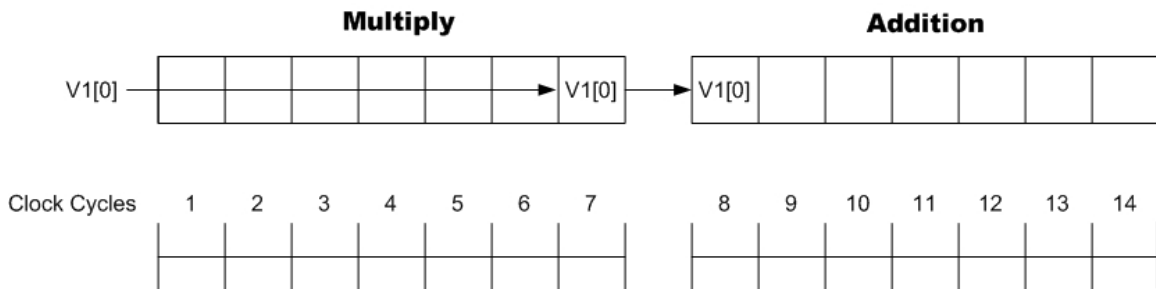 Multiply Addition
V1[0] V1[0] V1[0]
Clock Cycles 1 2 3 4 5 6 7 8 9 10 11 12 13 14